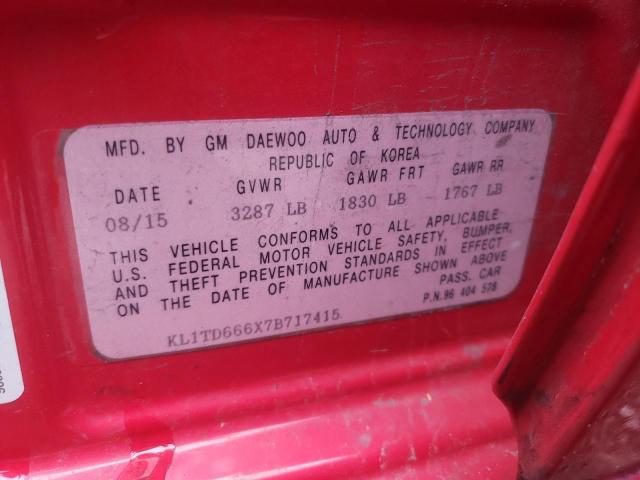 MFD. BY GM DAEWOO AUTO & TECHNOLOGY COMPANY
REPUBLIC OF KOREA
DATE GVWR GAWR FRT GAWR RR
08/15 3287 LB 1830 LB 1767 LB
THIS VEHICLE CONFORMS TO ALL APPLICABLE
U.S. FEDERAL MOTOR VEHICLE SAFETY, BUMPER,
AND THEFT PREVENTION STANDARDS IN EFFECT
ON THE DATE OF MANUFACTURE SHOWN ABOVE
PASS. CAR
P.N.96 404 578
KL1TD666X7B717415